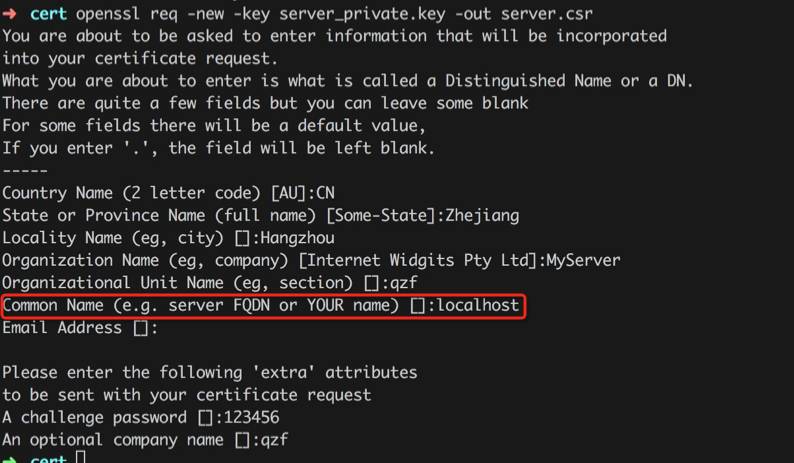 ➜ cert openssl req -new -key server_private.key -out server.csr
You are about to be asked to enter information that will be incorporated
into your certificate request.
What you are about to enter is what is called a Distinguished Name or a DN.
There are quite a few fields but you can leave some blank
For some fields there will be a default value,
If you enter '.', the field will be left blank.
-----
Country Name (2 letter code) [AU]:CN
State or Province Name (full name) [Some-State]:Zhejiang
Locality Name (eg, city) []:Hangzhou
Organization Name (eg, company) [Internet Widgits Pty Ltd]:MyServer
Organizational Unit Name (eg, section) []:qzf
Common Name (e.g. server FQDN or YOUR name) []:localhost
Email Address []:
Please enter the following 'extra' attributes
to be sent with your certificate request
A challenge password []:123456
An optional company name []:qzf
➜ cert